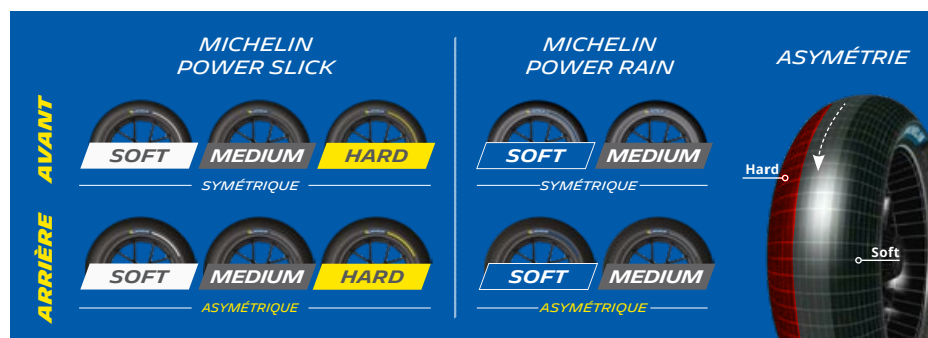 MICHELIN
POWER SLICK
MICHELIN
POWER RAIN
ASYMÉTRIE
AVANT
SOFT
MEDIUM
HARD
SYMÉTRIQUE
SOFT
MEDIUM
SYMÉTRIQUE
ARRIÈRE
SOFT
MEDIUM
HARD
ASYMÉTRIQUE
SOFT
MEDIUM
ASYMÉTRIQUE
Hard
Soft